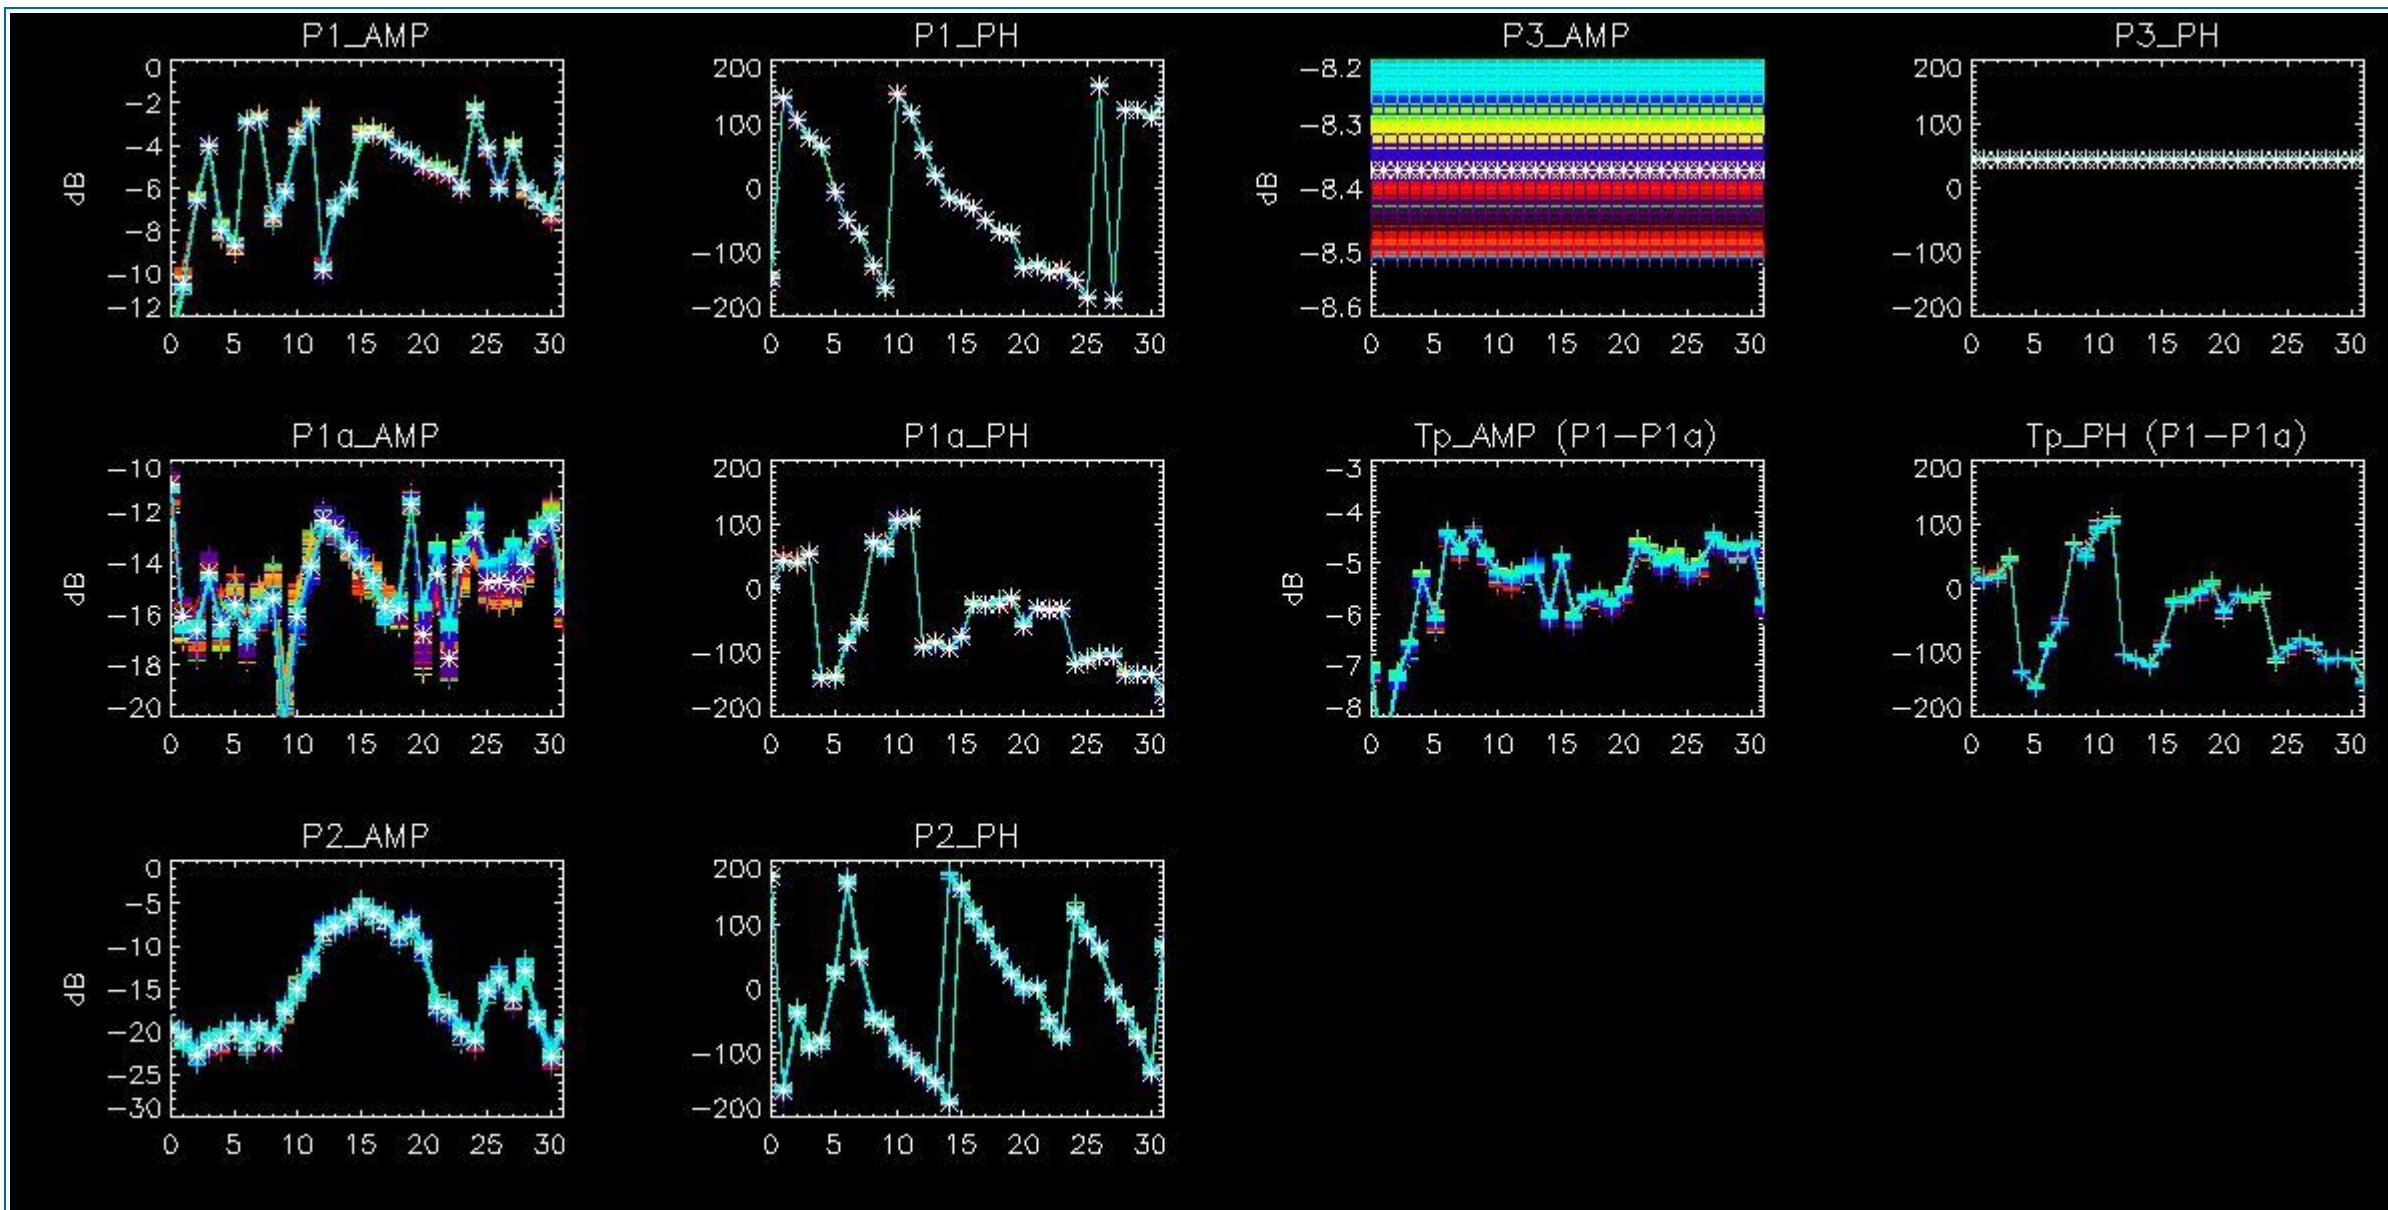 P1_AMP
P1_PH
P3_AMP
P3_PH
0
−2
−4
−6
−8
−10
−12
dB
0 5 10 15 20 25 30
200
100
0
−100
−200
0 5 10 15 20 25 30
−8.2
−8.3
−8.4
−8.5
−8.6
dB
0 5 10 15 20 25 30
200
100
0
−100
−200
0 5 10 15 20 25 30
P1a_AMP
P1a_PH
Tp_AMP (P1−P1a)
Tp_PH (P1−P1a)
−10
−12
−14
−16
−18
−20
dB
0 5 10 15 20 25 30
200
100
0
−100
−200
0 5 10 15 20 25 30
−3
−4
−5
−6
−7
−8
dB
0 5 10 15 20 25 30
200
100
0
−100
−200
0 5 10 15 20 25 30
P2_AMP
P2_PH
0
−5
−10
−15
−20
−25
−30
dB
0 5 10 15 20 25 30
200
100
0
−100
−200
0 5 10 15 20 25 30